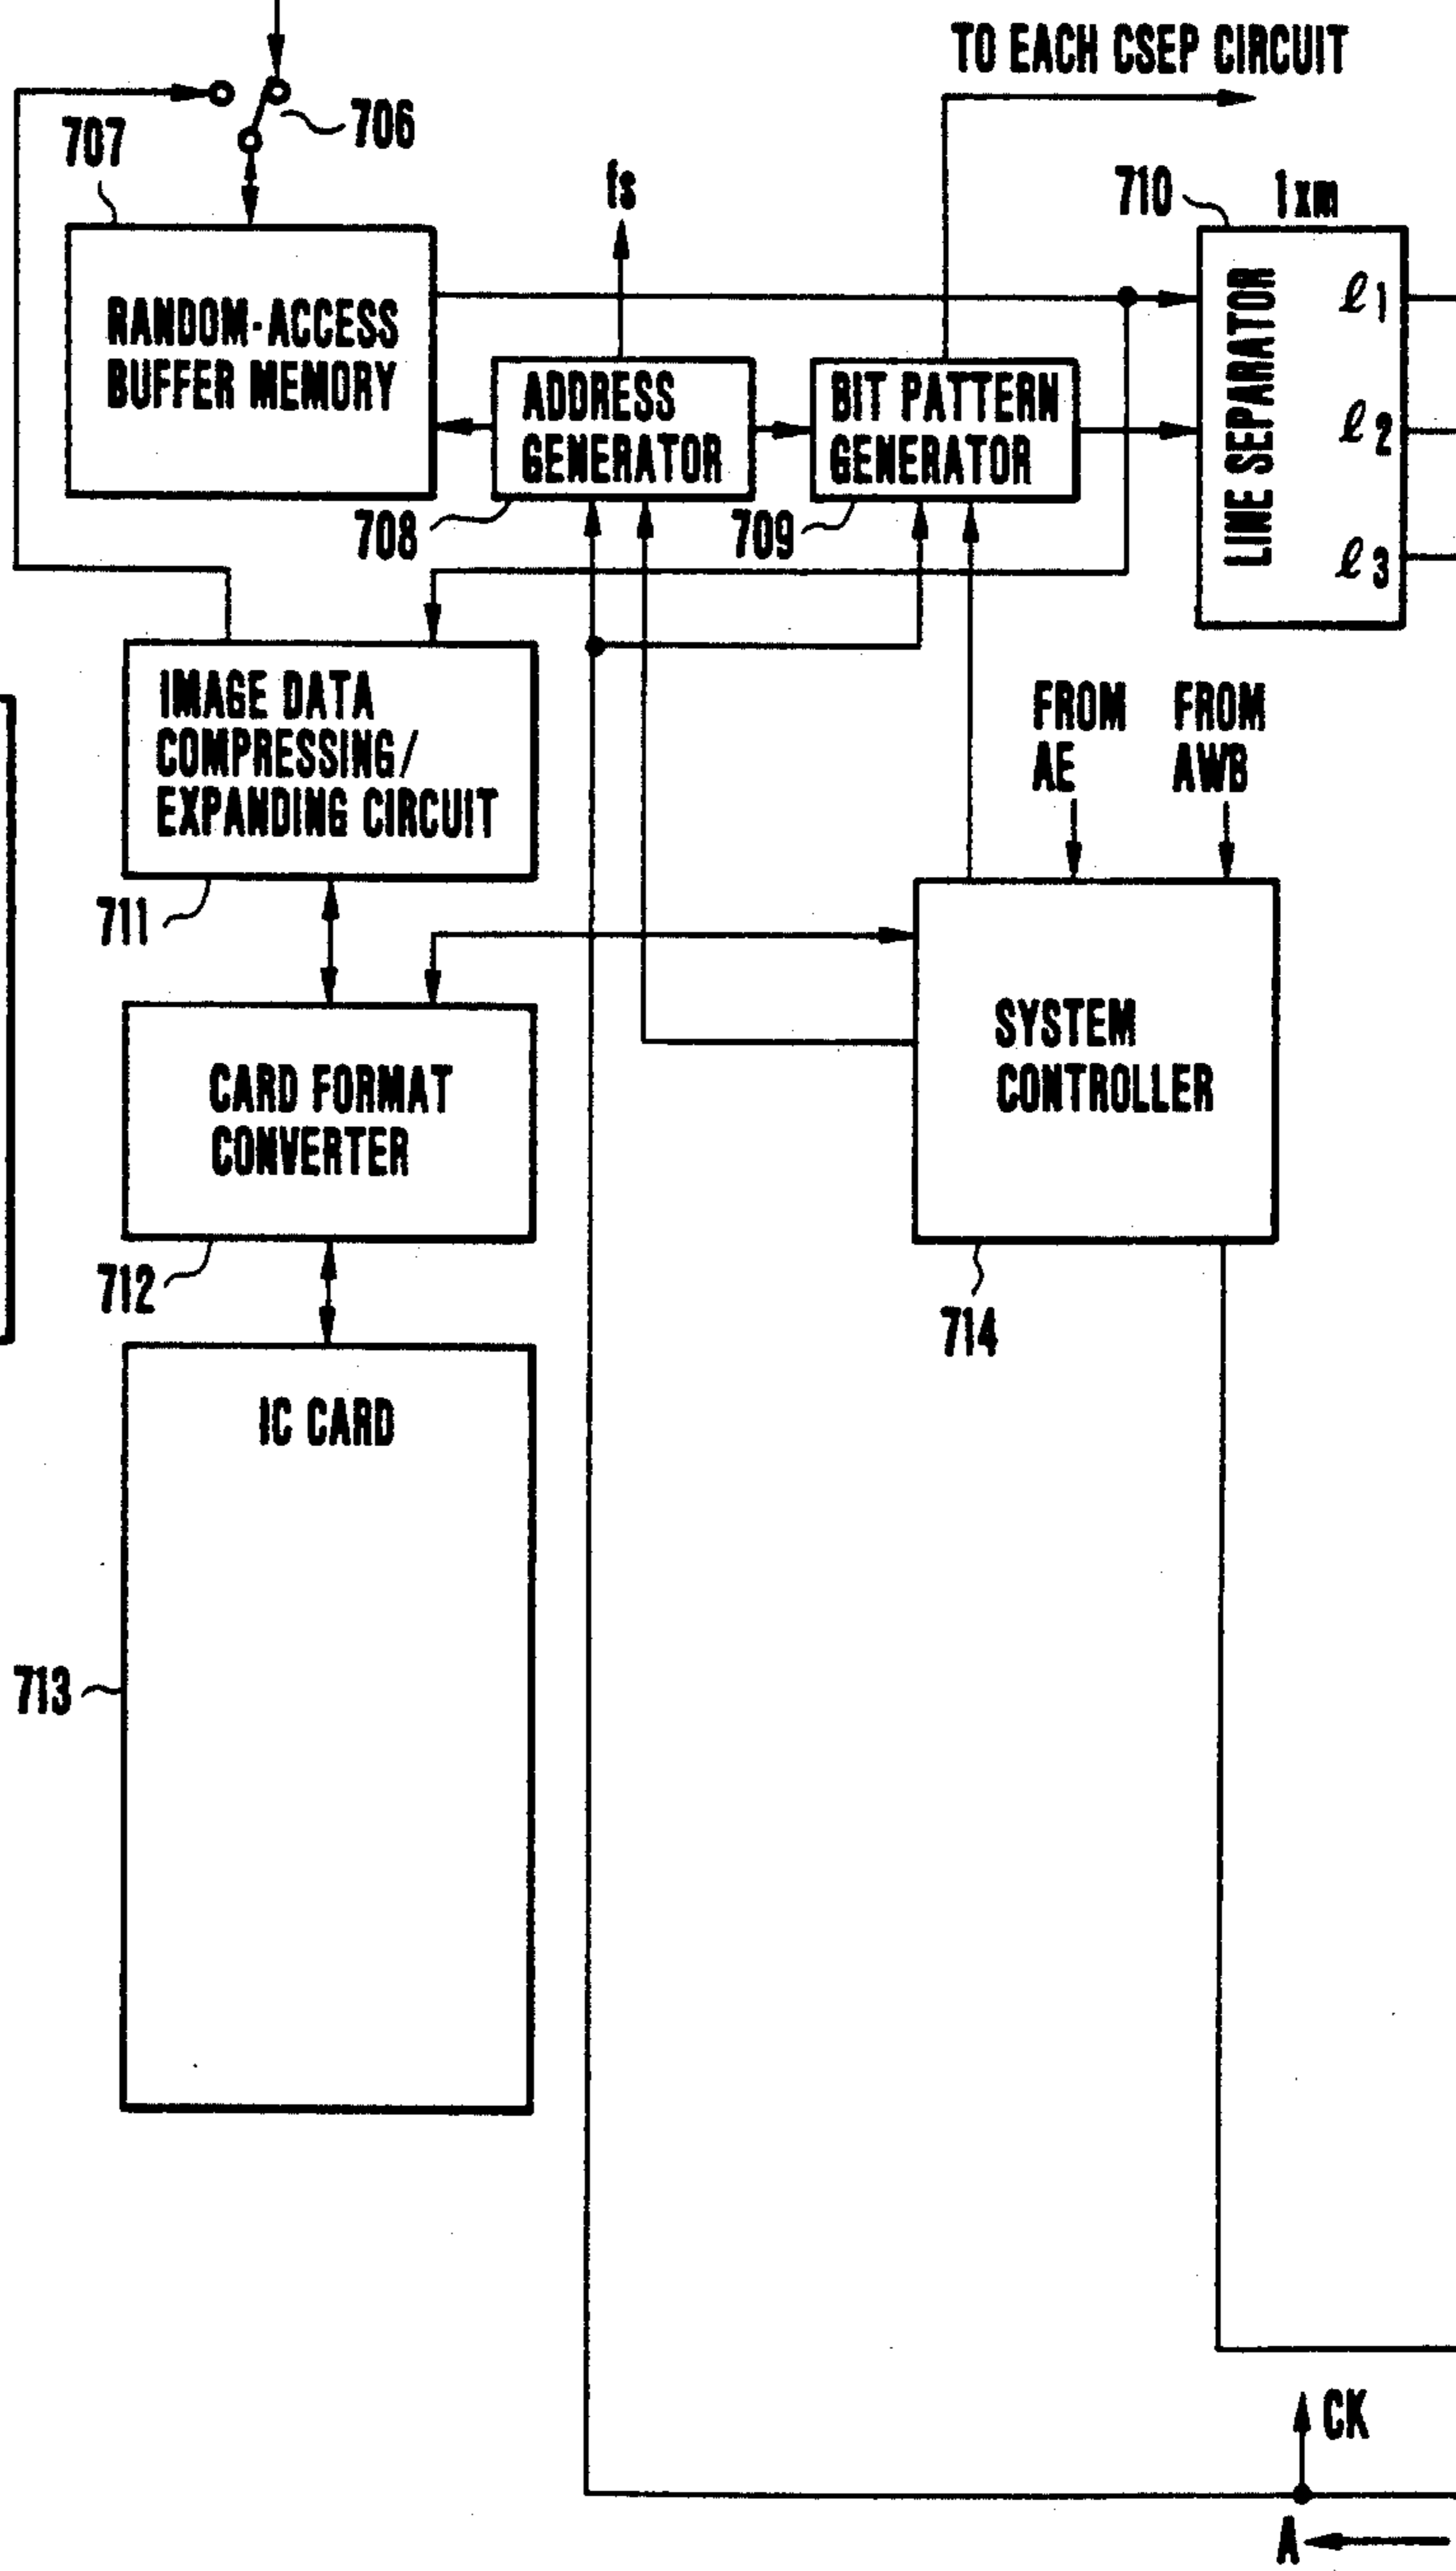 TO EACH CSEP CIRCUIT
706
707
fs
710
1xm
RANDOM-ACCESS
BUFFER MEMORY
ADDRESS
GENERATOR
BIT PATTERN
GENERATOR
LINE SEPARATOR
ℓ1
ℓ2
ℓ3
708
709
IMAGE DATA
COMPRESSING/
EXPANDING CIRCUIT
FROM
AE
FROM
AWB
711
CARD FORMAT
CONVERTER
SYSTEM
CONTROLLER
712
714
IC CARD
713
CK
A